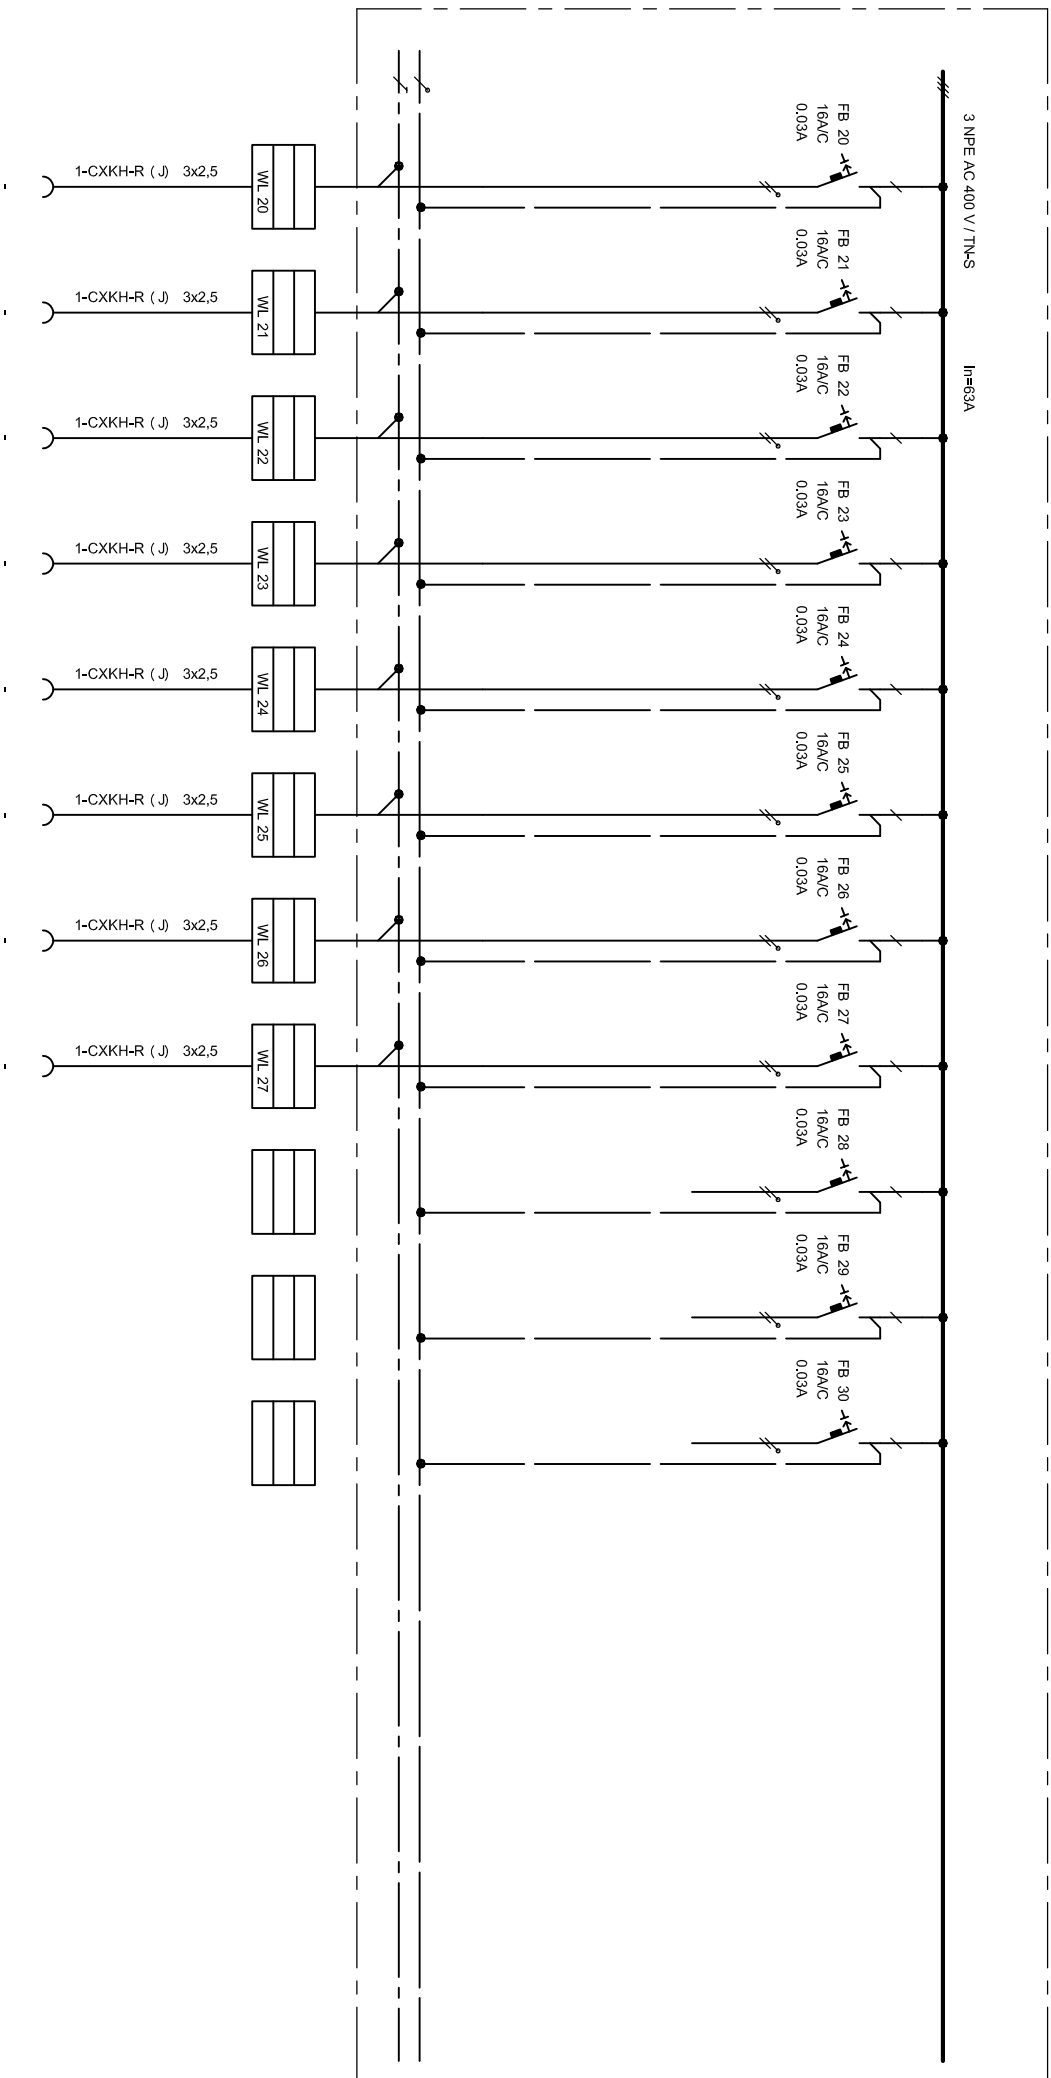 3 NPE AC 400 V / TN-S
In=63A
FB 20
16A/C
0.03A
1-CXKH-R ( J) 3x2,5
WL 20
FB 21
16A/C
0.03A
1-CXKH-R ( J) 3x2,5
WL 21
FB 22
16A/C
0.03A
1-CXKH-R ( J) 3x2,5
WL 22
FB 23
16A/C
0.03A
1-CXKH-R ( J) 3x2,5
WL 23
FB 24
16A/C
0.03A
1-CXKH-R ( J) 3x2,5
WL 24
FB 25
16A/C
0.03A
1-CXKH-R ( J) 3x2,5
WL 25
FB 26
16A/C
0.03A
1-CXKH-R ( J) 3x2,5
WL 26
FB 27
16A/C
0.03A
1-CXKH-R ( J) 3x2,5
WL 27
FB 28
16A/C
0.03A
FB 29
16A/C
0.03A
FB 30
16A/C
0.03A